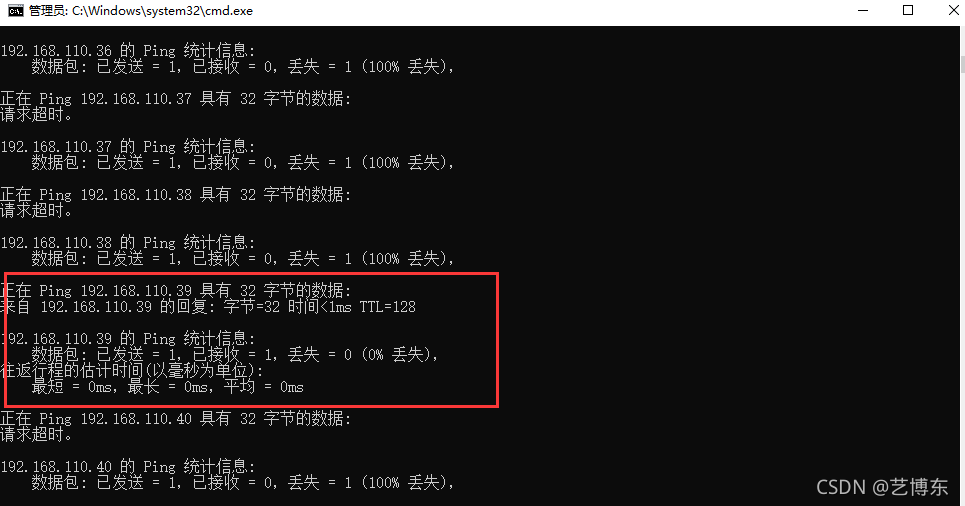 管理员: C:\Windows\system32\cmd.exe
192.168.110.36 的 Ping 统计信息:
数据包: 已发送 = 1，已接收 = 0，丢失 = 1 (100% 丢失)，
正在 Ping 192.168.110.37 具有 32 字节的数据:
请求超时。
192.168.110.37 的 Ping 统计信息:
数据包: 已发送 = 1，已接收 = 0，丢失 = 1 (100% 丢失)，
正在 Ping 192.168.110.38 具有 32 字节的数据:
请求超时。
192.168.110.38 的 Ping 统计信息:
数据包: 已发送 = 1，已接收 = 0，丢失 = 1 (100% 丢失)，
正在 Ping 192.168.110.39 具有 32 字节的数据:
来自 192.168.110.39 的回复: 字节=32 时间<1ms TTL=128
192.168.110.39 的 Ping 统计信息:
数据包: 已发送 = 1，已接收 = 1，丢失 = 0 (0% 丢失)，
往返行程的估计时间(以毫秒为单位):
最短 = 0ms，最长 = 0ms，平均 = 0ms
正在 Ping 192.168.110.40 具有 32 字节的数据:
请求超时。
192.168.110.40 的 Ping 统计信息:
数据包: 已发送 = 1，已接收 = 0，丢失 = 1 (100% 丢失)，
CSDN @艺博东